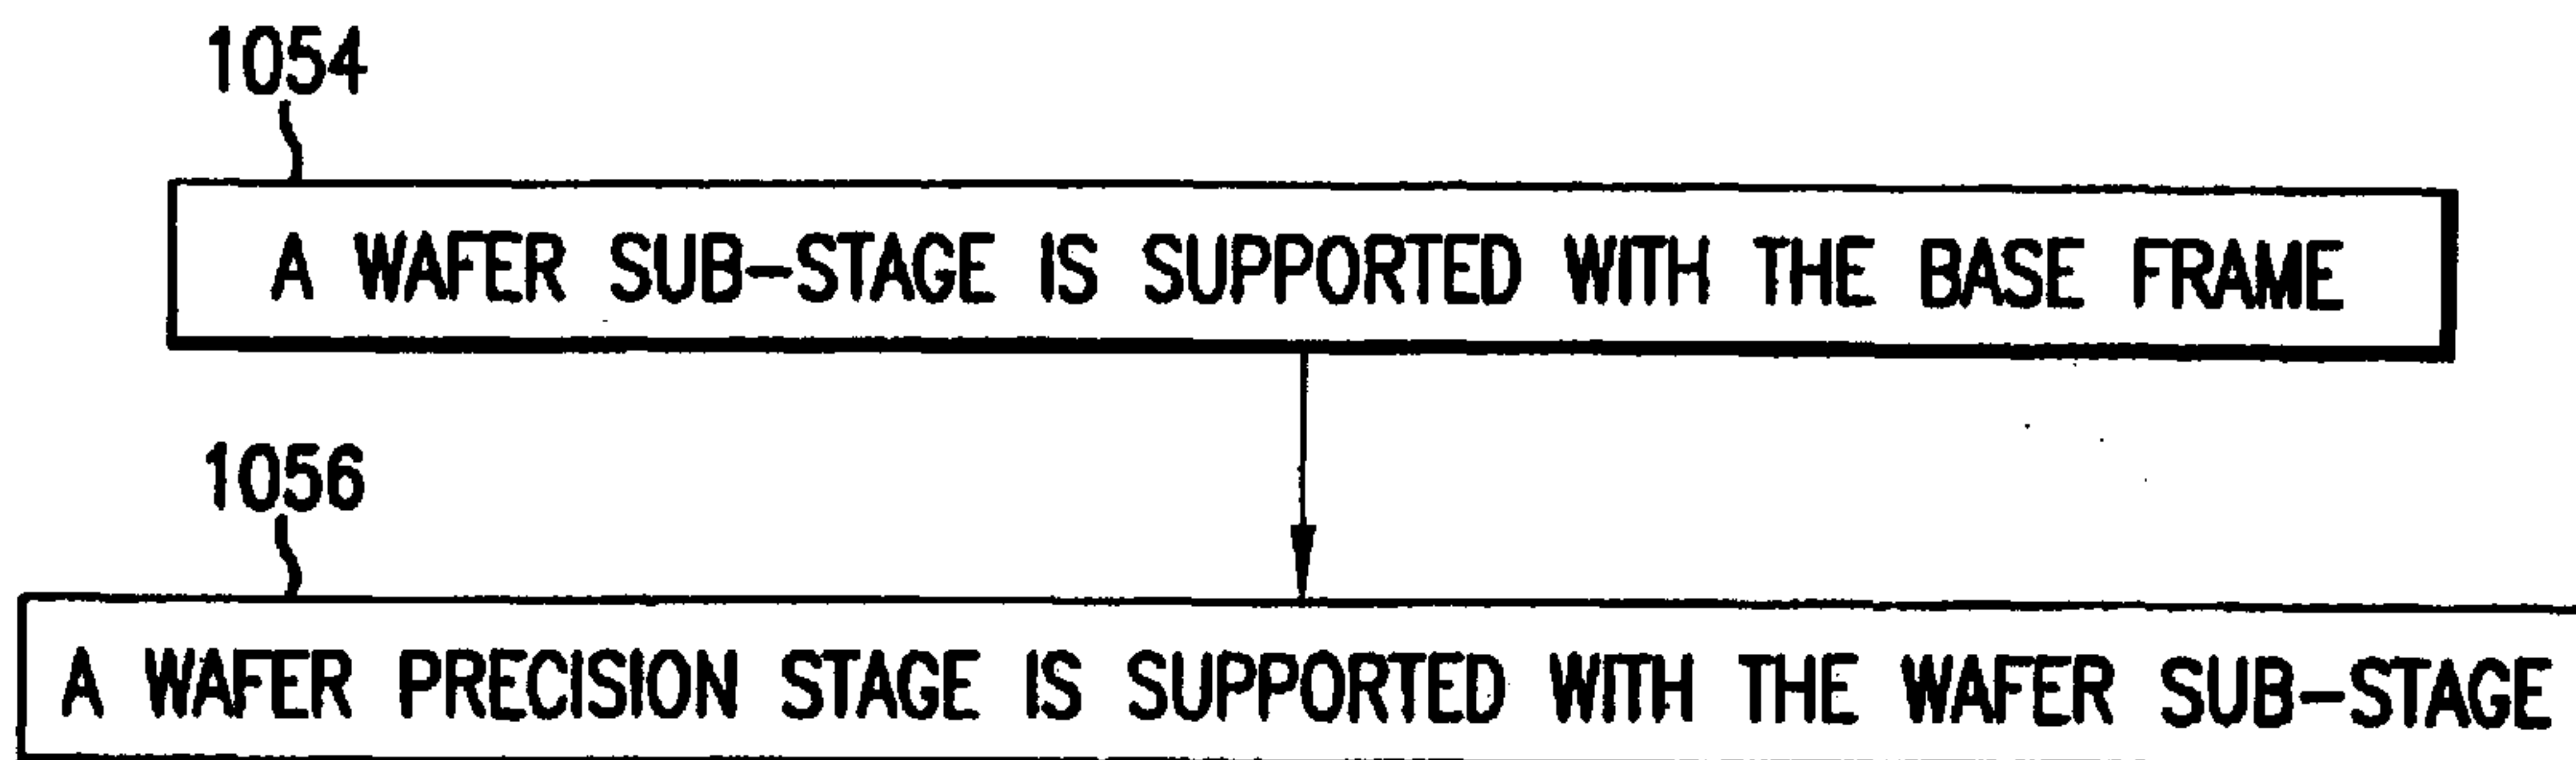 1054
A WAFER SUB-STAGE IS SUPPORTED WITH THE BASE FRAME
1056
A WAFER PRECISION STAGE IS SUPPORTED WITH THE WAFER SUB-STAGE